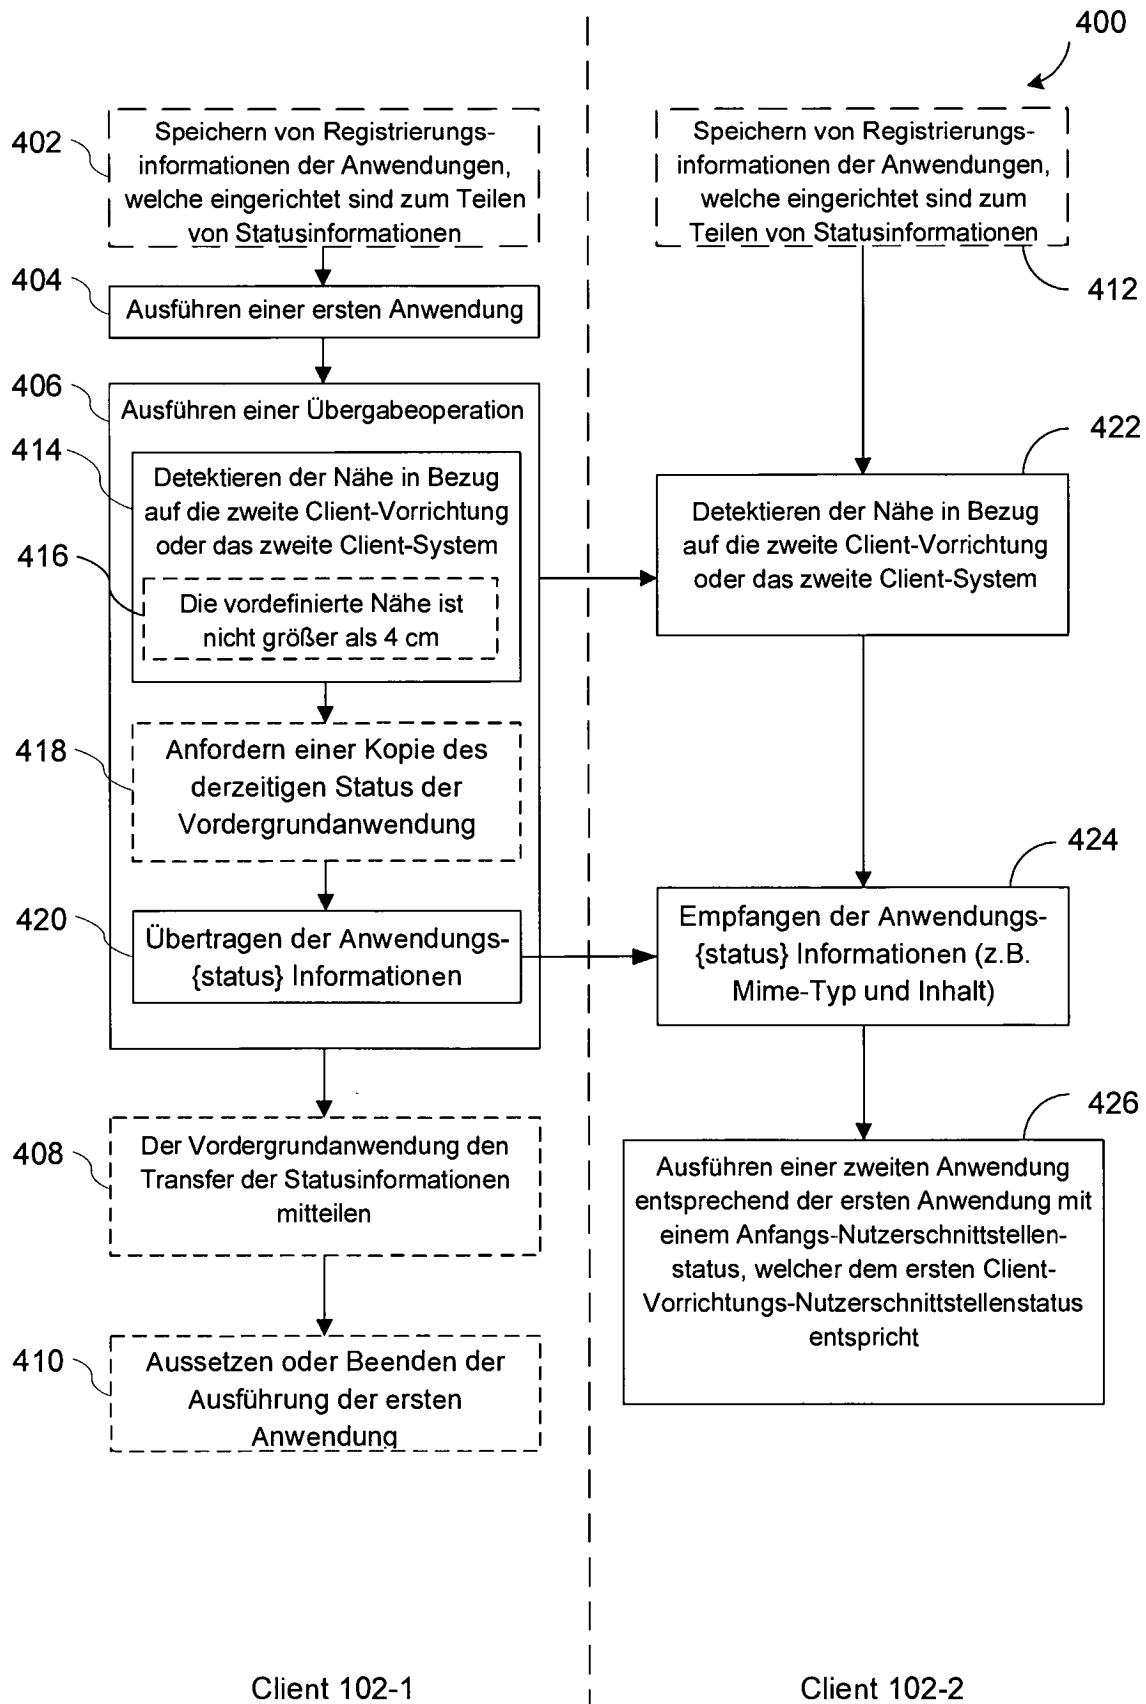 400
402
Speichern von Registrierungs-
informationen der Anwendungen,
welche eingerichtet sind zum Teilen
von Statusinformationen
404
Ausführen einer ersten Anwendung
406
Ausführen einer Übergabeoperation
414
Detektieren der Nähe in Bezug
auf die zweite Client-Vorrichtung
oder das zweite Client-System
416
Die vordefinierte Nähe ist
nicht größer als 4 cm
418
Anfordern einer Kopie des
derzeitigen Status der
Vordergrundanwendung
420
Übertragen der Anwendungs-
{status} Informationen
408
Der Vordergrundanwendung den
Transfer der Statusinformationen
mitteilen
410
Aussetzen oder Beenden der
Ausführung der ersten
Anwendung
Client 102-1
Speichern von Registrierungs-
informationen der Anwendungen,
welche eingerichtet sind zum
Teilen von Statusinformationen
412
422
Detektieren der Nähe in Bezug
auf die zweite Client-Vorrichtung
oder das zweite Client-System
424
Empfangen der Anwendungs-
{status} Informationen (z.B.
Mime-Typ und Inhalt)
426
Ausführen einer zweiten Anwendung
entsprechend der ersten Anwendung mit
einem Anfangs-Nutzerschnittstellen-
status, welcher dem ersten Client-
Vorrichtungs-Nutzerschnittstellenstatus
entspricht
Client 102-2